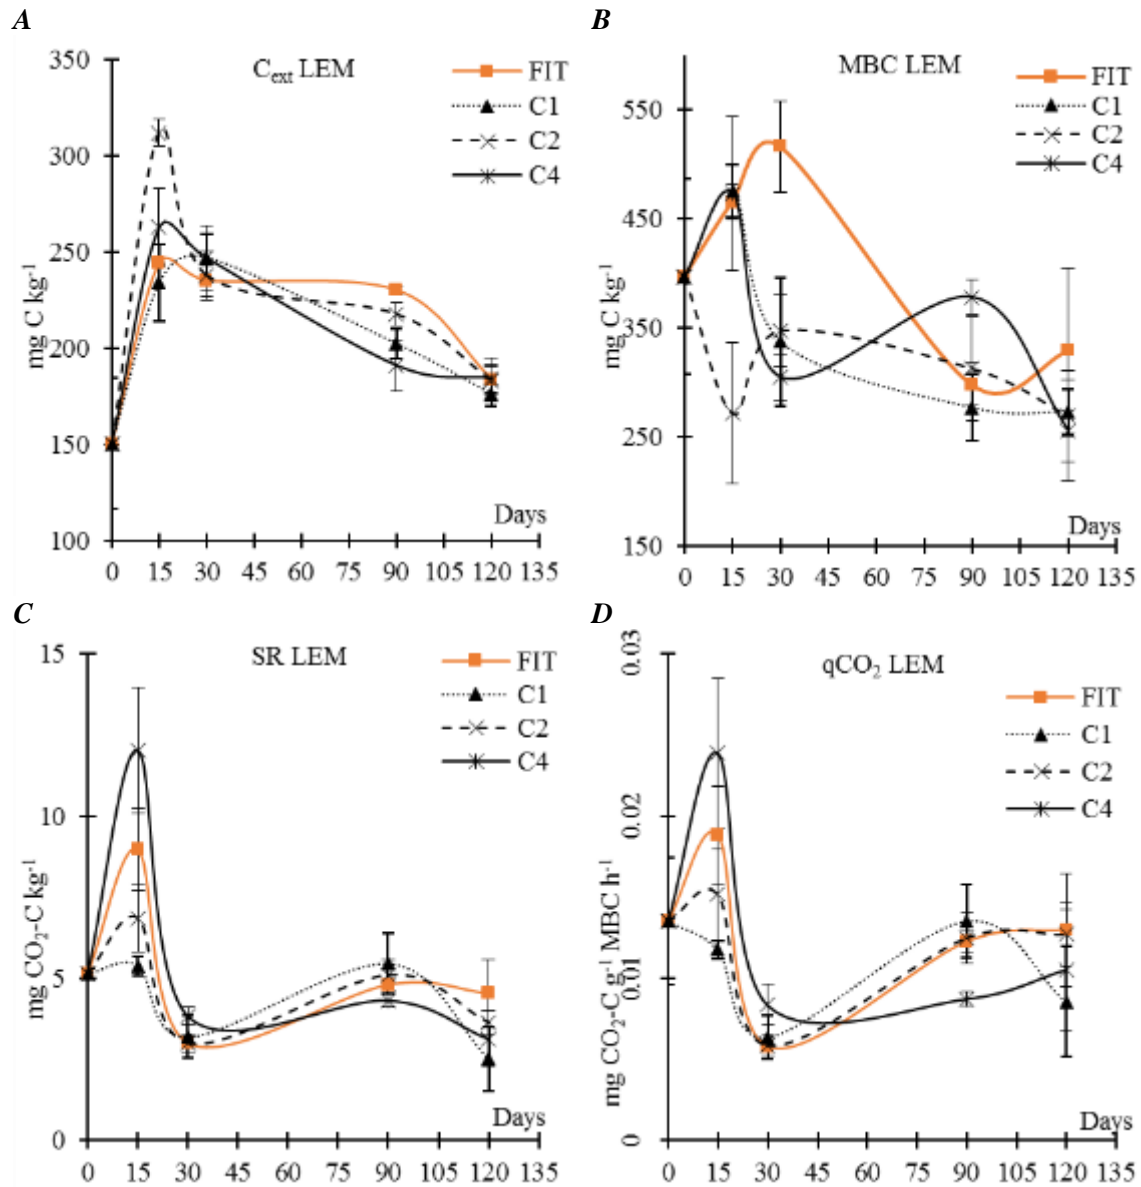 A
C_ext LEM
FIT
C1
C2
C4
350
300
250
200
150
100
mg C kg⁻¹
Days
0 15 30 45 60 75 90 105 120 135
B
MBC LEM
FIT
C1
C2
C4
550
450
350
250
150
mg C kg⁻¹
Days
0 15 30 45 60 75 90 105 120 135
C
SR LEM
FIT
C1
C2
C4
15
10
5
0
mg CO₂-C kg⁻¹
Days
0 15 30 45 60 75 90 105 120 135
D
qCO₂ LEM
FIT
C1
C2
C4
0.03
0.02
0.01
0
mg CO₂-C g⁻¹ MBC h⁻¹
Days
0 15 30 45 60 75 90 105 120 135